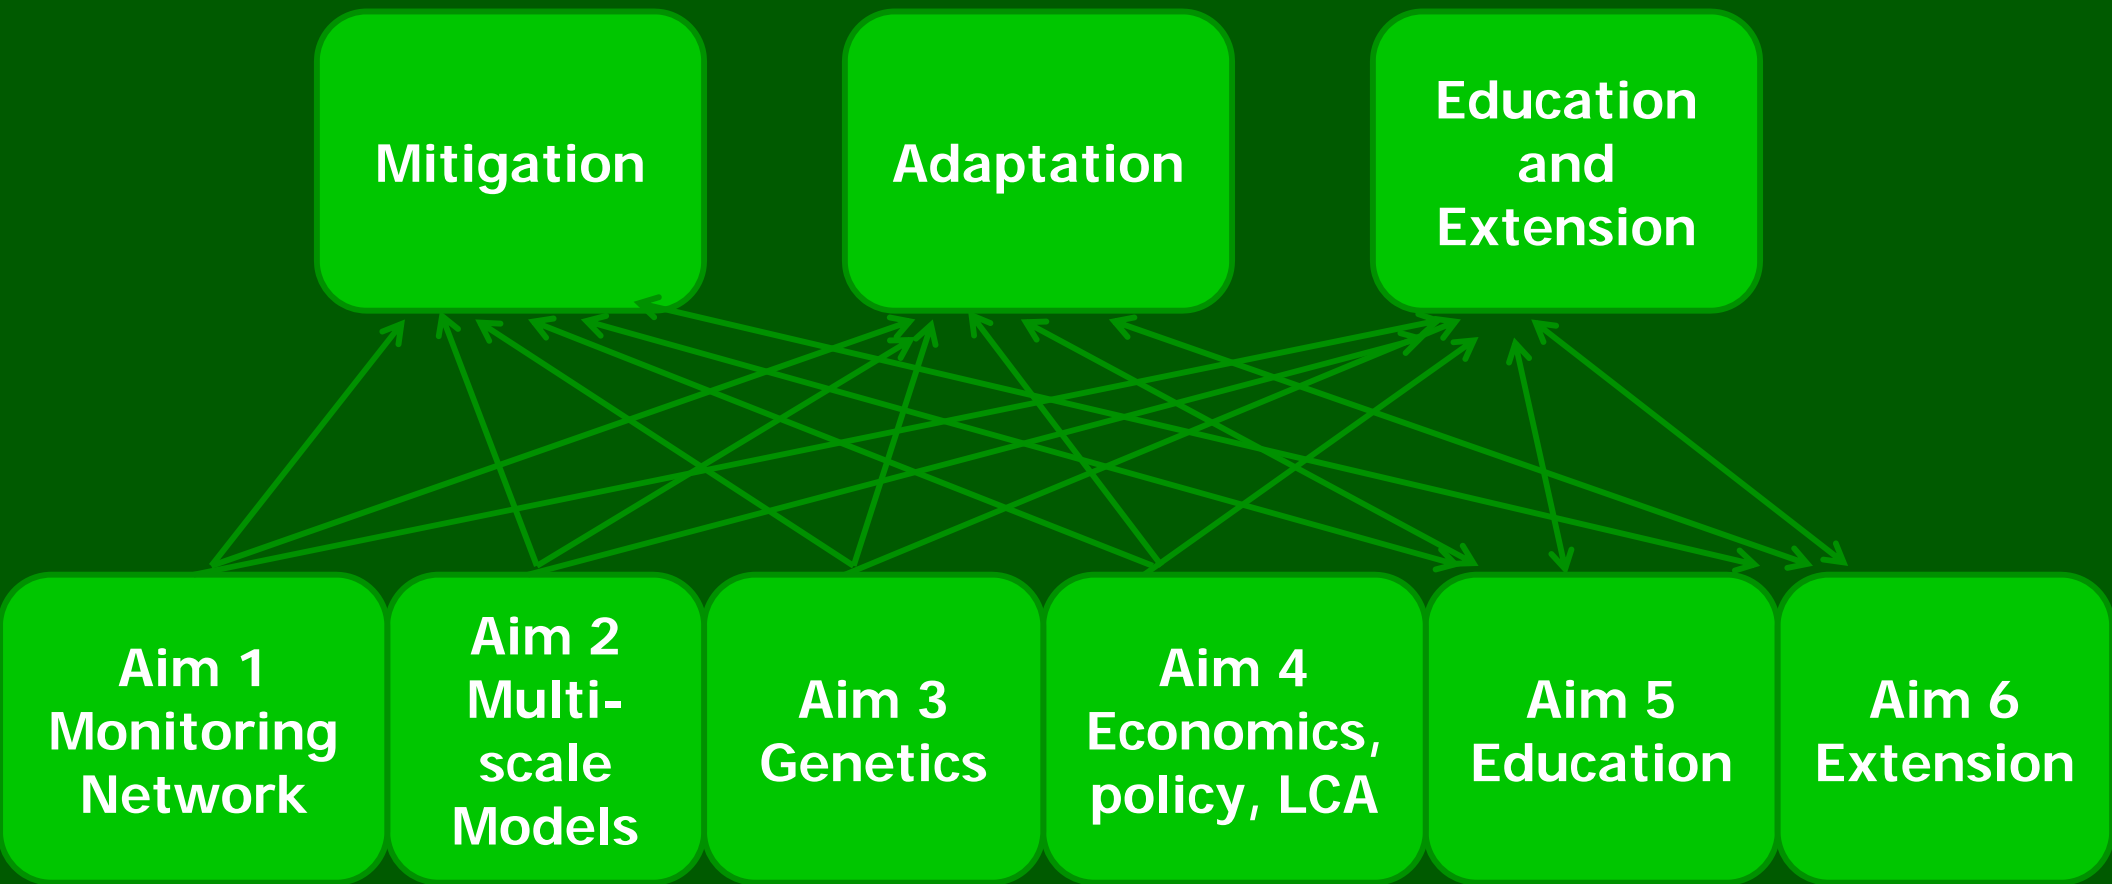 Mitigation
Adaptation
Education
and
Extension
Aim 1
Monitoring
Network
Aim 2
Multi-
scale
Models
Aim 3
Genetics
Aim 4
Economics,
policy, LCA
Aim 5
Education
Aim 6
Extension